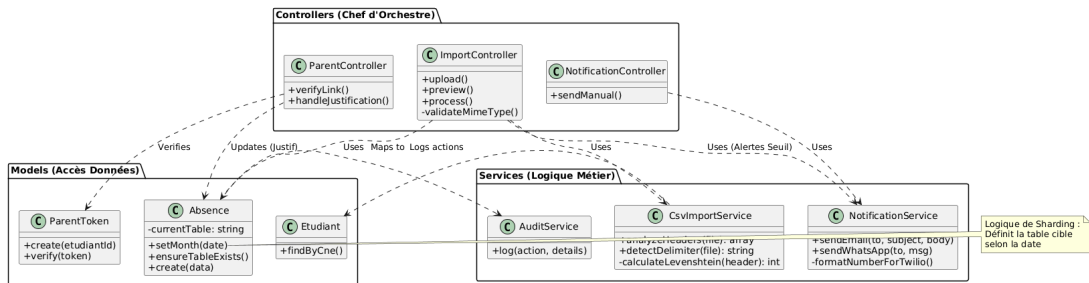 Controllers (Chef d'Orchestre)
C ParentController
+verifyLink()
+handleJustification()
C ImportController
+upload()
+preview()
+process()
-validateMimeType()
C NotificationController
+sendManual()
Verifies
Updates (Justif)
Uses
Maps to
Logs actions
Uses
Uses (Alertes Seuil)
Uses
Models (Accès Données)
C ParentToken
+create(etudiantId)
+verify(token)
C Absence
-currentTable: string
+setMonth(date)
+ensureTableExists()
+create(data)
C Etudiant
+findByCne()
Services (Logique Métier)
C AuditService
+log(action, details)
C CsvImportService
+analyzeHeaders(file): array
+detectDelimiter(file): string
-calculateLevenshtein(header): int
C NotificationService
+sendEmail(to, subject, body)
+sendWhatsApp(to, msg)
-formatNumberForTwilio()
Logique de Sharding :
Définit la table cible
selon la date